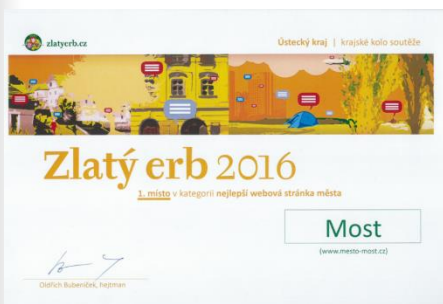 zlatyerb.cz
Ústecký kraj | krajské kolo soutěže
Zlatý erb 2016
1. místo v kategorii nejlepší webová stránka města
Most
(www.mesto-most.cz)
Oldřich Bubeníček, hejtman